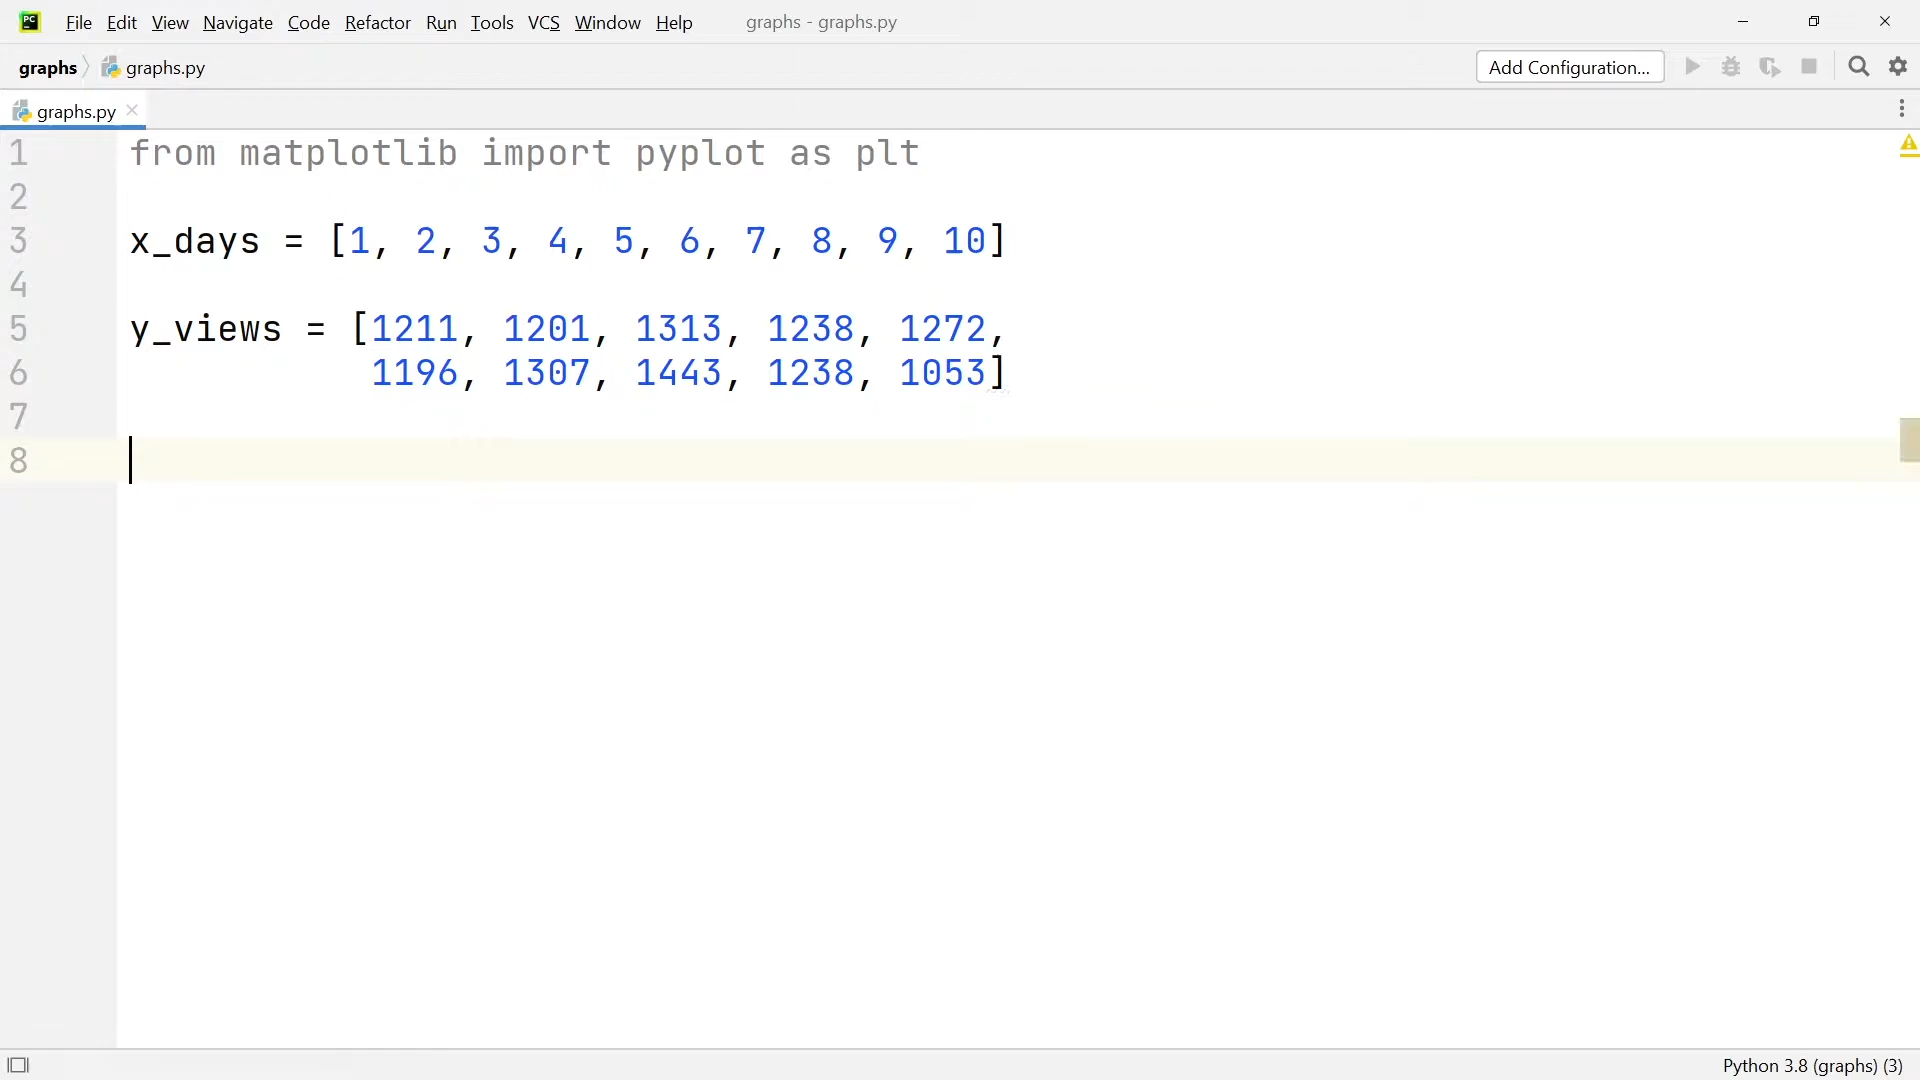 PC File Edit View Navigate Code Refactor Run Tools VCS Window Help graphs - graphs.py
graphs graphs.py Add Configuration...
graphs.py
1 from matplotlib import pyplot as plt
2
3 x_days = [1, 2, 3, 4, 5, 6, 7, 8, 9, 10]
4
5 y_views = [1211, 1201, 1313, 1238, 1272,
6 1196, 1307, 1443, 1238, 1053]
7
8
Python 3.8 (graphs) (3)